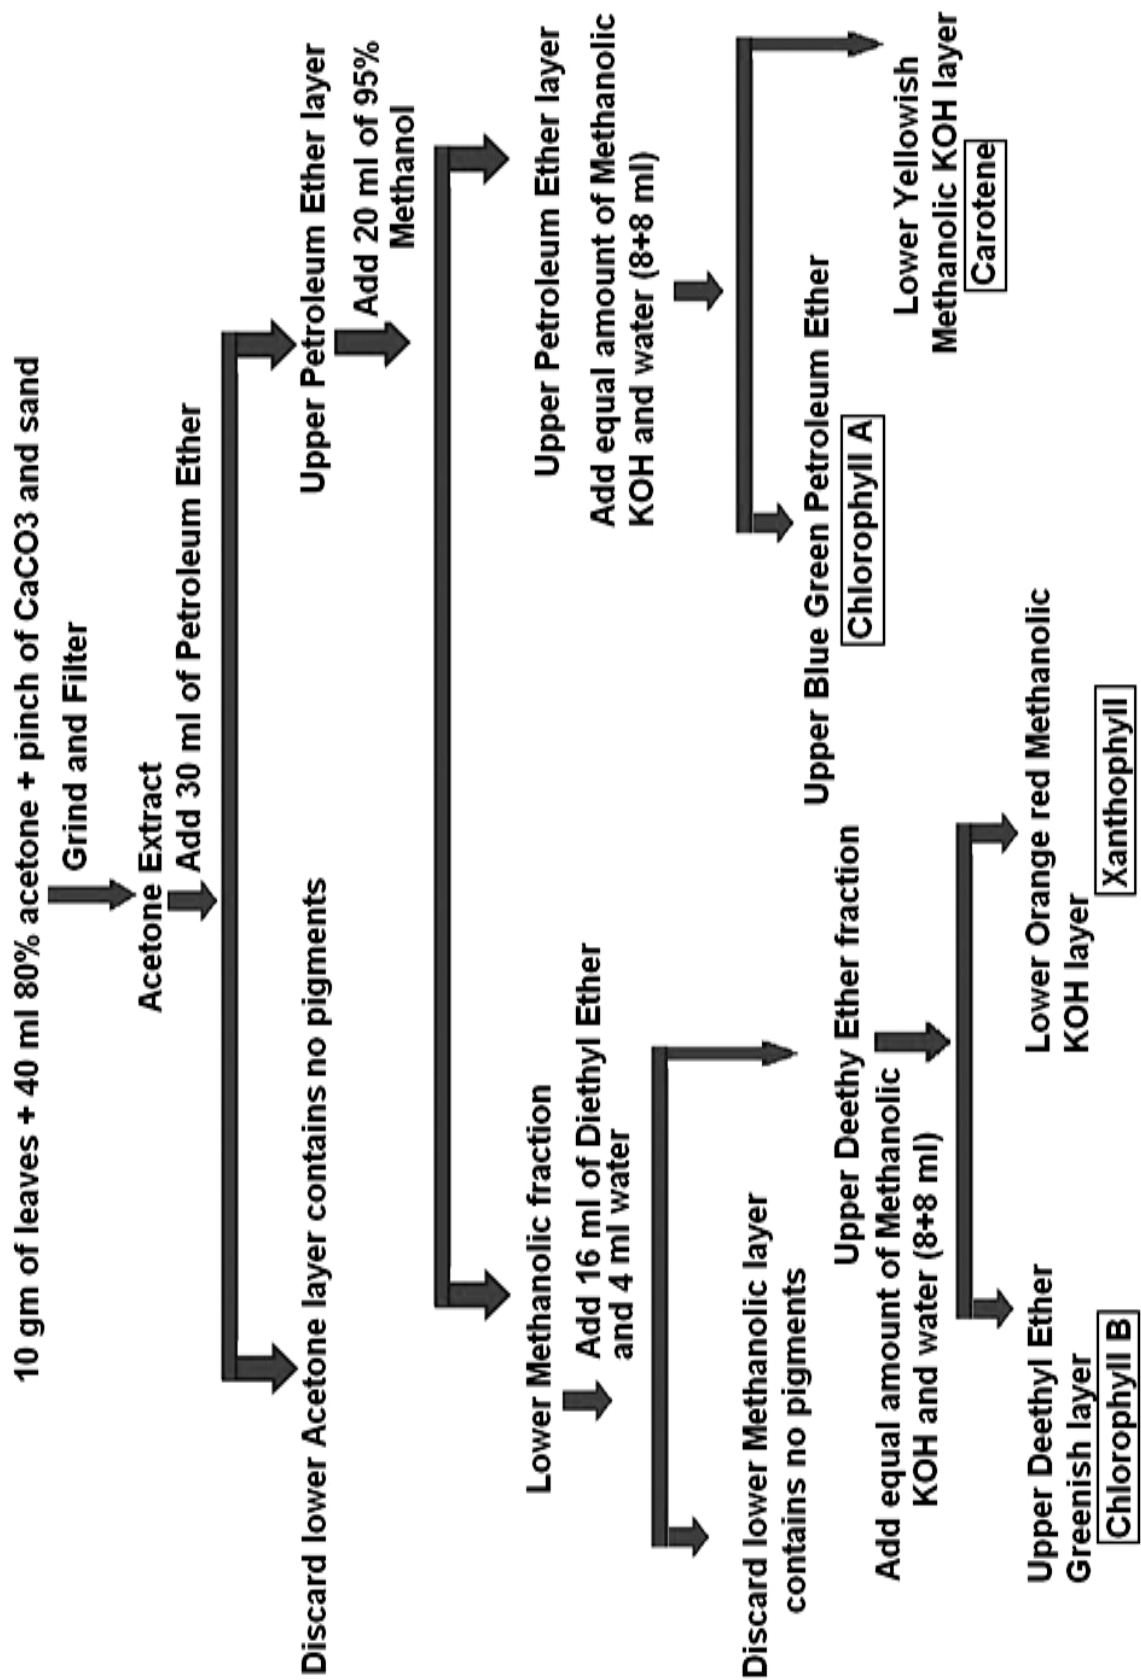 10 gm of leaves + 40 ml 80% acetone + pinch of CaCO3 and sand
Grind and Filter
Acetone Extract
Add 30 ml of Petroleum Ether
Discard lower Acetone layer contains no pigments
Upper Petroleum Ether layer
Add 20 ml of 95%
Methanol
Lower Methanolic fraction
Add 16 ml of Diethyl Ether
and 4 ml water
Upper Petroleum Ether layer
Add equal amount of Methanolic
KOH and water (8+8 ml)
Discard lower Methanolic layer
contains no pigments
Upper Deethy Ether fraction
Add equal amount of Methanolic
KOH and water (8+8 ml)
Upper Blue Green Petroleum Ether
Chlorophyll A
Lower Yellowish
Methanolic KOH layer
Carotene
Upper Deethyl Ether
Greenish layer
Chlorophyll B
Lower Orange red Methanolic
KOH layer
Xanthophyll